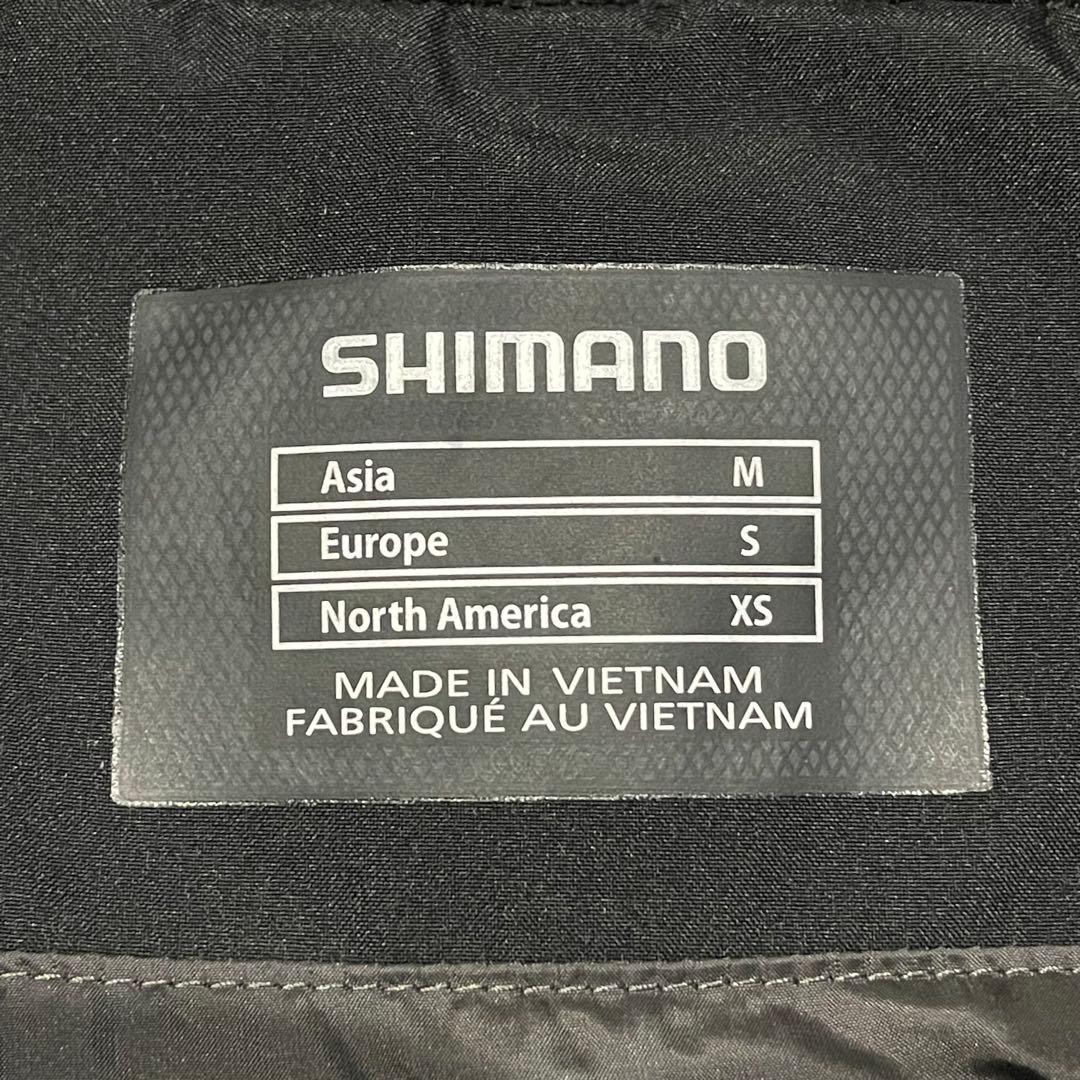 SHIMANO
Asia M
Europe S
North America XS
MADE IN VIETNAM
FABRIQUÉ AU VIETNAM